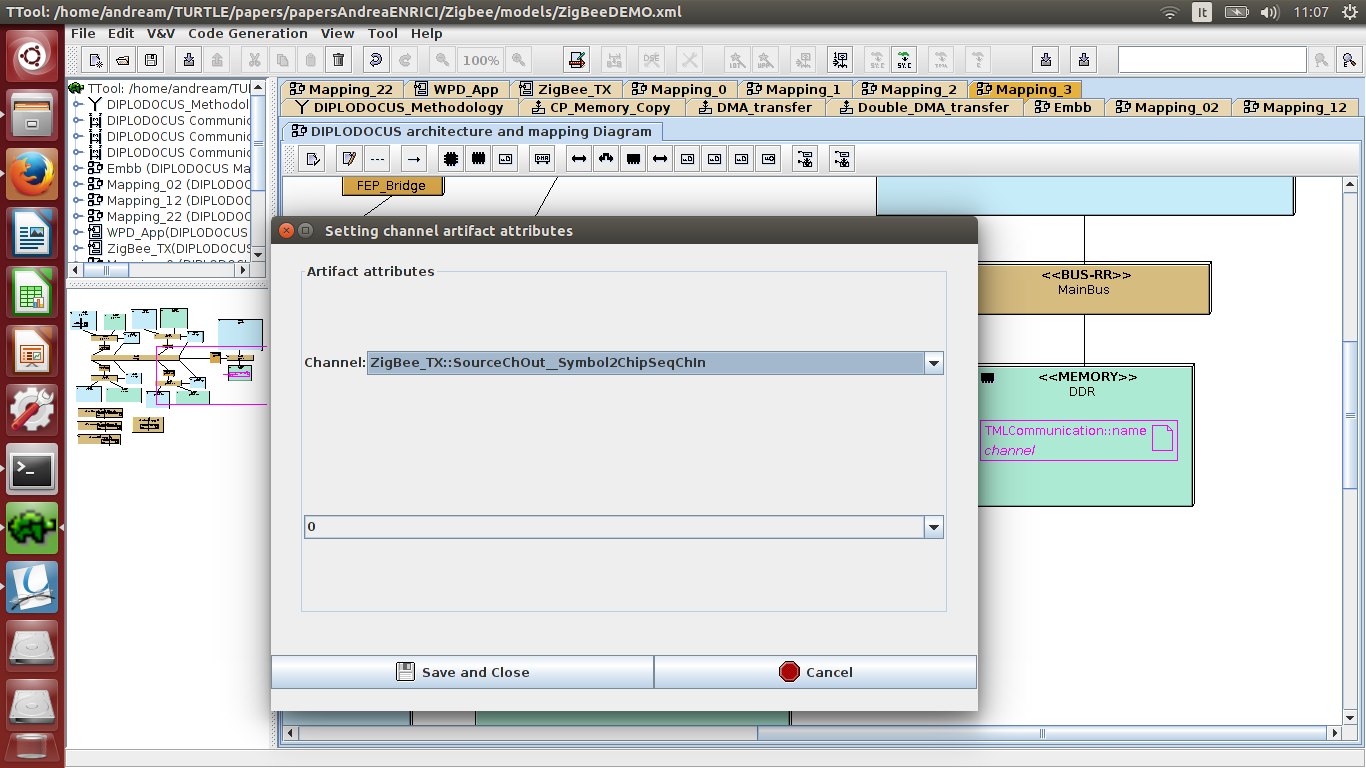 TTool: /home/andream/TURTLE/papers/papersAndreaENRICI/Zigbee/models/ZigBeeDEMO.xml
It
11:07
File Edit V&V Code Generation View Tool Help
100%
TTool: /home/andream/TU
DIPLODOCUS_Methodol
DIPLODOCUS Communic
DIPLODOCUS Communic
DIPLODOCUS Communic
Embb (DIPLODOCUS Ma
Mapping_02 (DIPLODOC
Mapping_12 (DIPLODOC
Mapping_22 (DIPLODOC
WPD_App(DIPLODOCUS
ZigBee_TX(DIPLODOCUS
Mapping_22 WPD_App ZigBee_TX Mapping_0 Mapping_1 Mapping_2 Mapping_3
DIPLODOCUS_Methodology CP_Memory_Copy DMA_transfer Double_DMA_transfer Embb Mapping_02 Mapping_12
DIPLODOCUS architecture and mapping Diagram
FEP_Bridge
Setting channel artifact attributes
Artifact attributes
Channel: ZigBee_TX::SourceChOut__Symbol2ChipSeqChIn
0
Save and Close
Cancel
<<BUS-RR>>
MainBus
<<MEMORY>>
DDR
TMLCommunication::name
channel